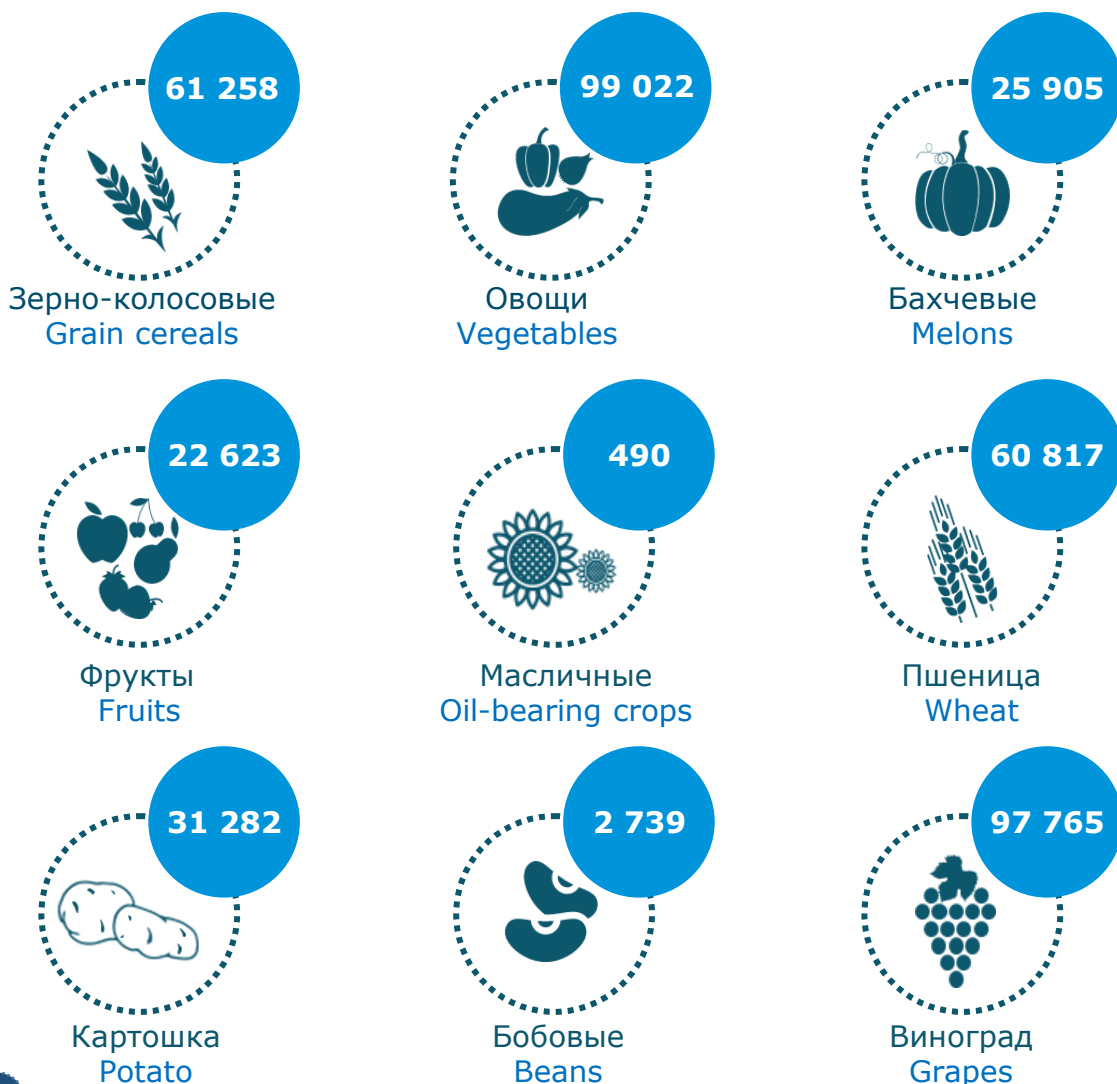 61 258
99 022
25 905
Зерно-колосовые
Grain cereals
Овощи
Vegetables
Бахчевые
Melons
22 623
490
60 817
Фрукты
Fruits
Масличные
Oil-bearing crops
Пшеница
Wheat
31 282
2 739
97 765
Картошка
Potato
Бобовые
Beans
Виноград
Grapes